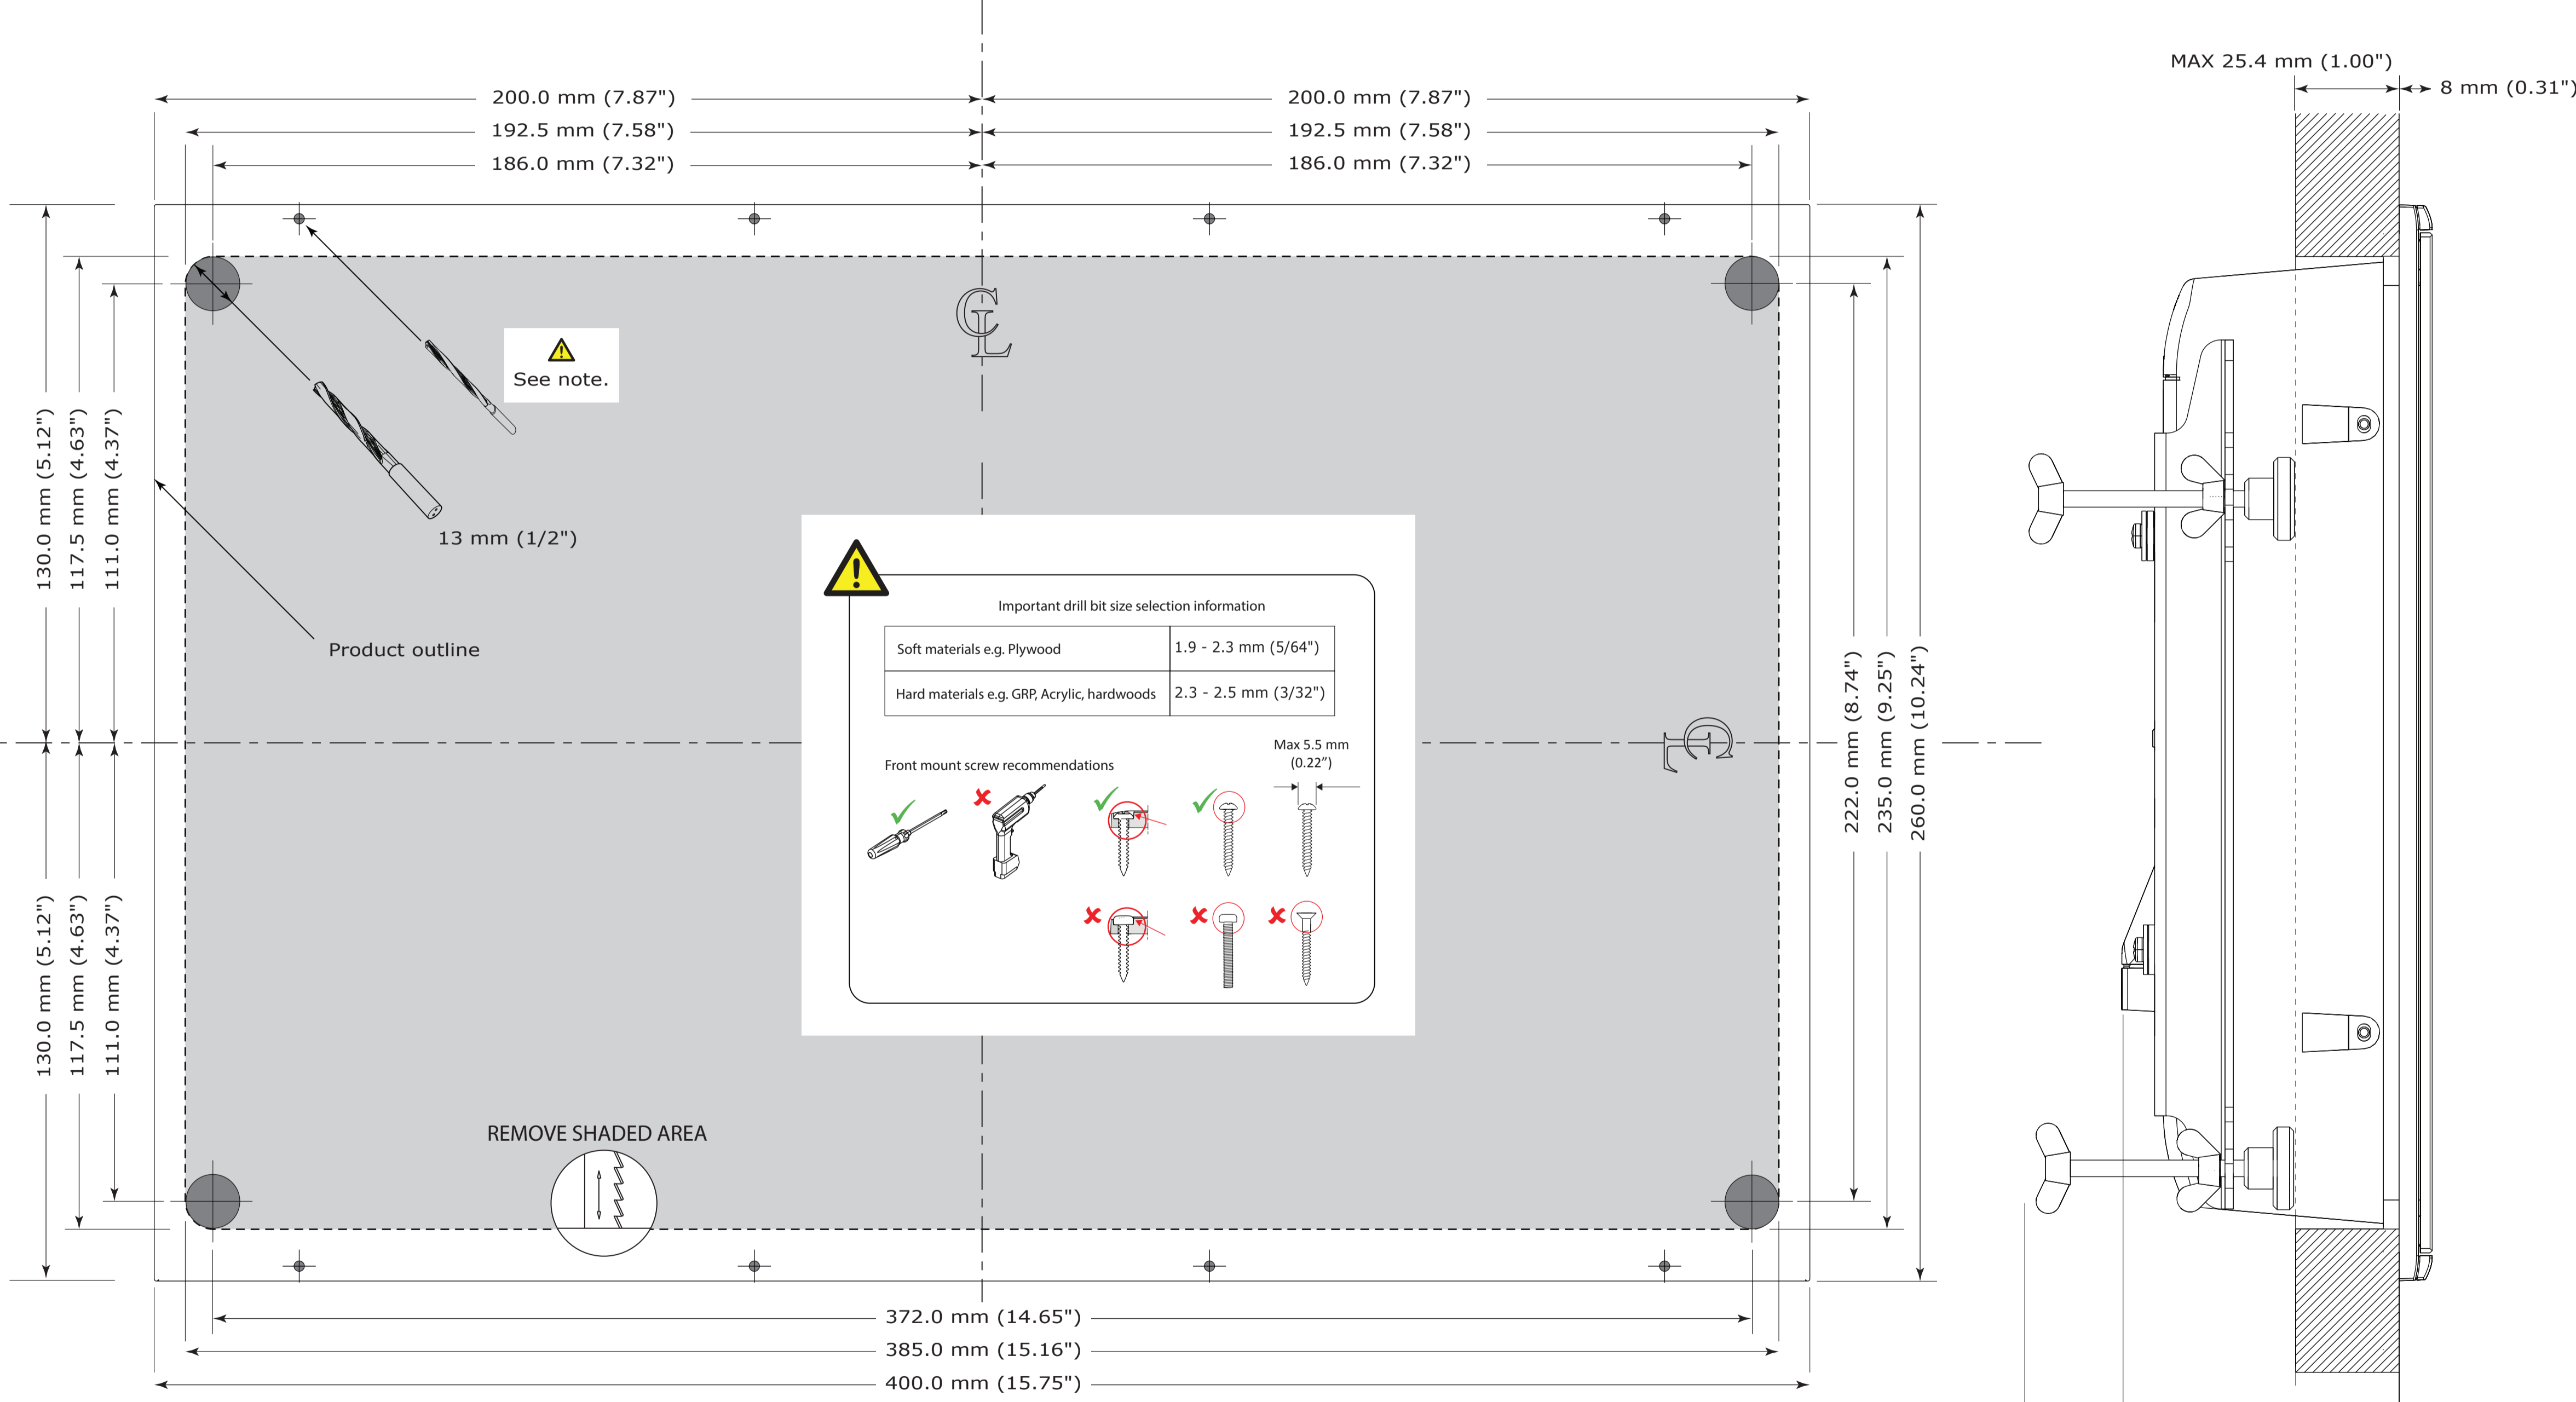 MAX 25.4 mm (1.00")
8 mm (0.31")
200.0 mm (7.87")
200.0 mm (7.87")
192.5 mm (7.58")
192.5 mm (7.58")
186.0 mm (7.32")
186.0 mm (7.32")
130.0 mm (5.12")
117.5 mm (4.63")
111.0 mm (4.37")
CL
See note.
13 mm (1/2")
Product outline
Important drill bit size selection information
Soft materials e.g. Plywood
1.9 - 2.3 mm (5/64")
Hard materials e.g. GRP, Acrylic, hardwoods
2.3 - 2.5 mm (3/32")
Front mount screw recommendations
Max 5.5 mm
(0.22”)
CL
222.0 mm (8.74")
235.0 mm (9.25")
260.0 mm (10.24")
130.0 mm (5.12")
117.5 mm (4.63")
111.0 mm (4.37")
REMOVE SHADED AREA
372.0 mm (14.65")
385.0 mm (15.16")
400.0 mm (15.75")